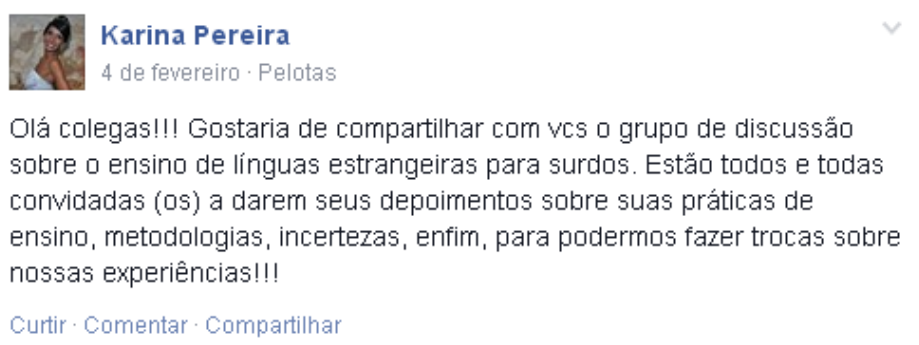 Karina Pereira
4 de fevereiro · Pelotas
Olá colegas!!! Gostaria de compartilhar com vcs o grupo de discussão
sobre o ensino de línguas estrangeiras para surdos. Estão todos e todas
convidadas (os) a darem seus depoimentos sobre suas práticas de
ensino, metodologias, incertezas, enfim, para podermos fazer trocas sobre
nossas experiências!!!
Curtir · Comentar · Compartilhar